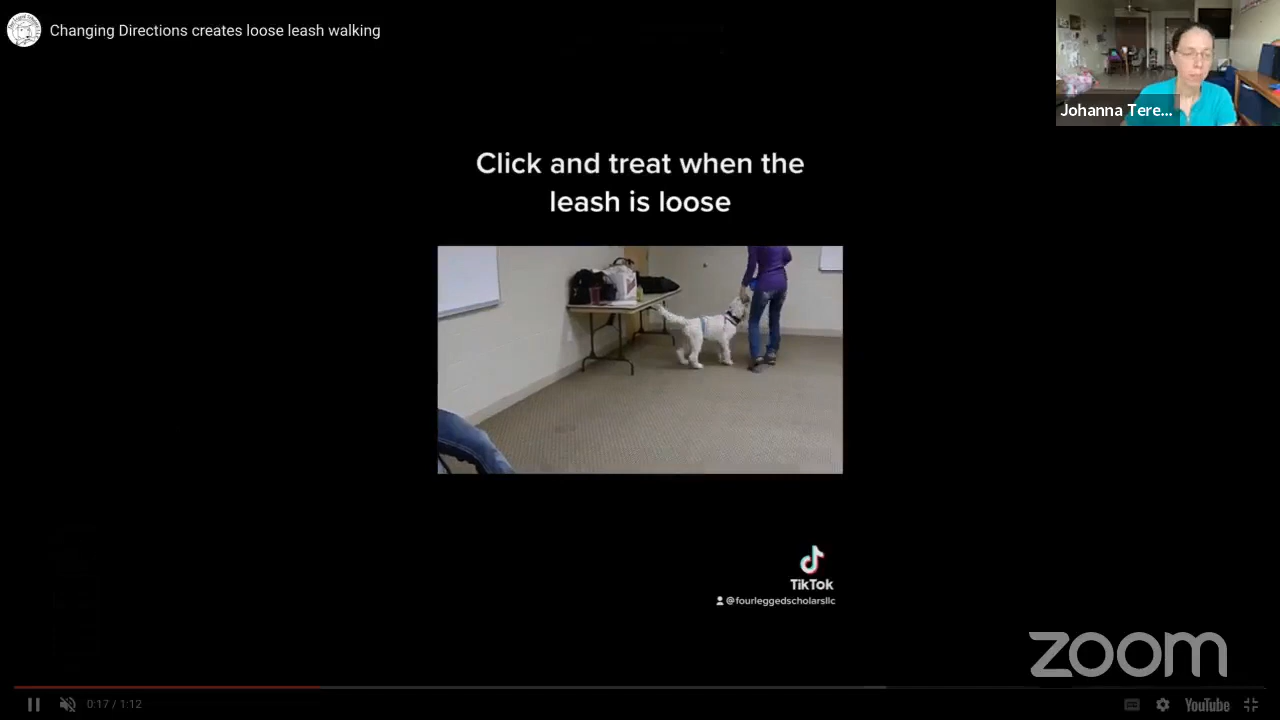 Changing Directions creates loose leash walking
Johanna Tere...
Click and treat when the
leash is loose
TikTok
@fourleggedscholarsllc
zoom
0:17 / 1:12
YouTube